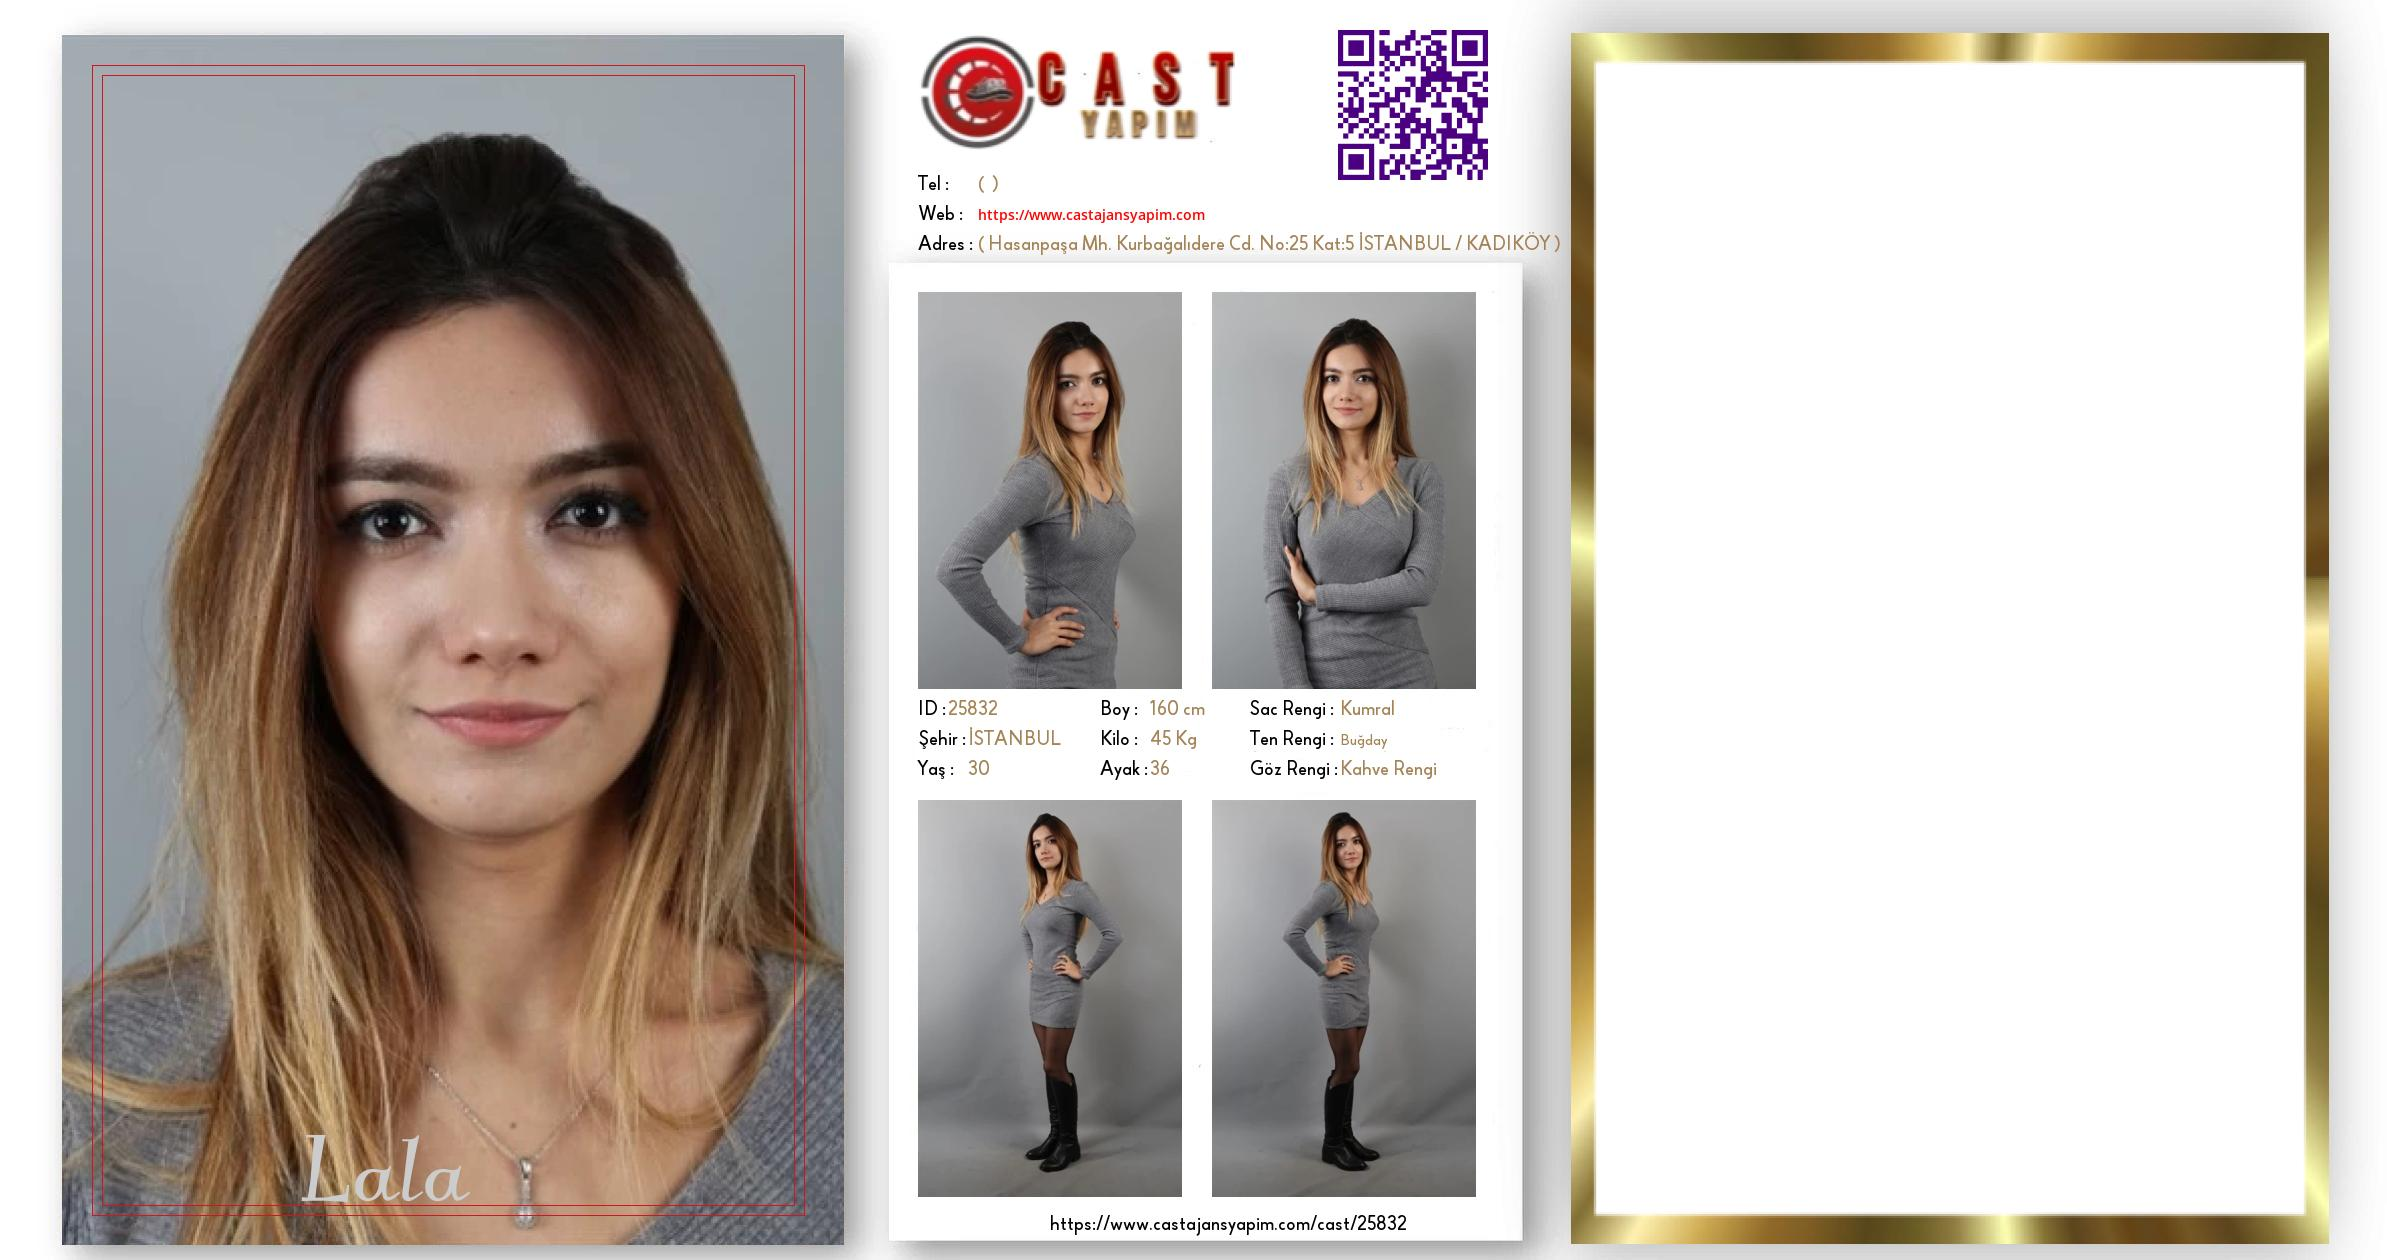 Lala
CAST
YAPIM
Tel : ( )
Web : https://www.castajansyapim.com
Adres : ( Hasanpaşa Mh. Kurbağalıdere Cd. No:25 Kat:5 İSTANBUL / KADIKÖY )
ID : 25832 Boy : 160 cm Sac Rengi : Kumral
Şehir : İSTANBUL Kilo : 45 Kg Ten Rengi : Buğday
Yaş : 30 Ayak : 36 Göz Rengi : Kahve Rengi
https://www.castajansyapim.com/cast/25832